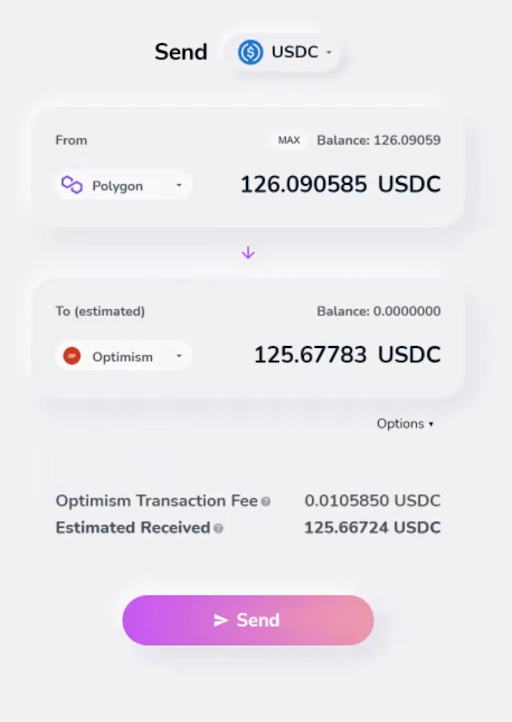 Send USDC
From MAX Balance: 126.09059
Polygon 126.090585 USDC
To (estimated) Balance: 0.0000000
OP Optimism 125.67783 USDC
Options
Optimism Transaction Fee ? 0.0105850 USDC
Estimated Received ? 125.66724 USDC
Send